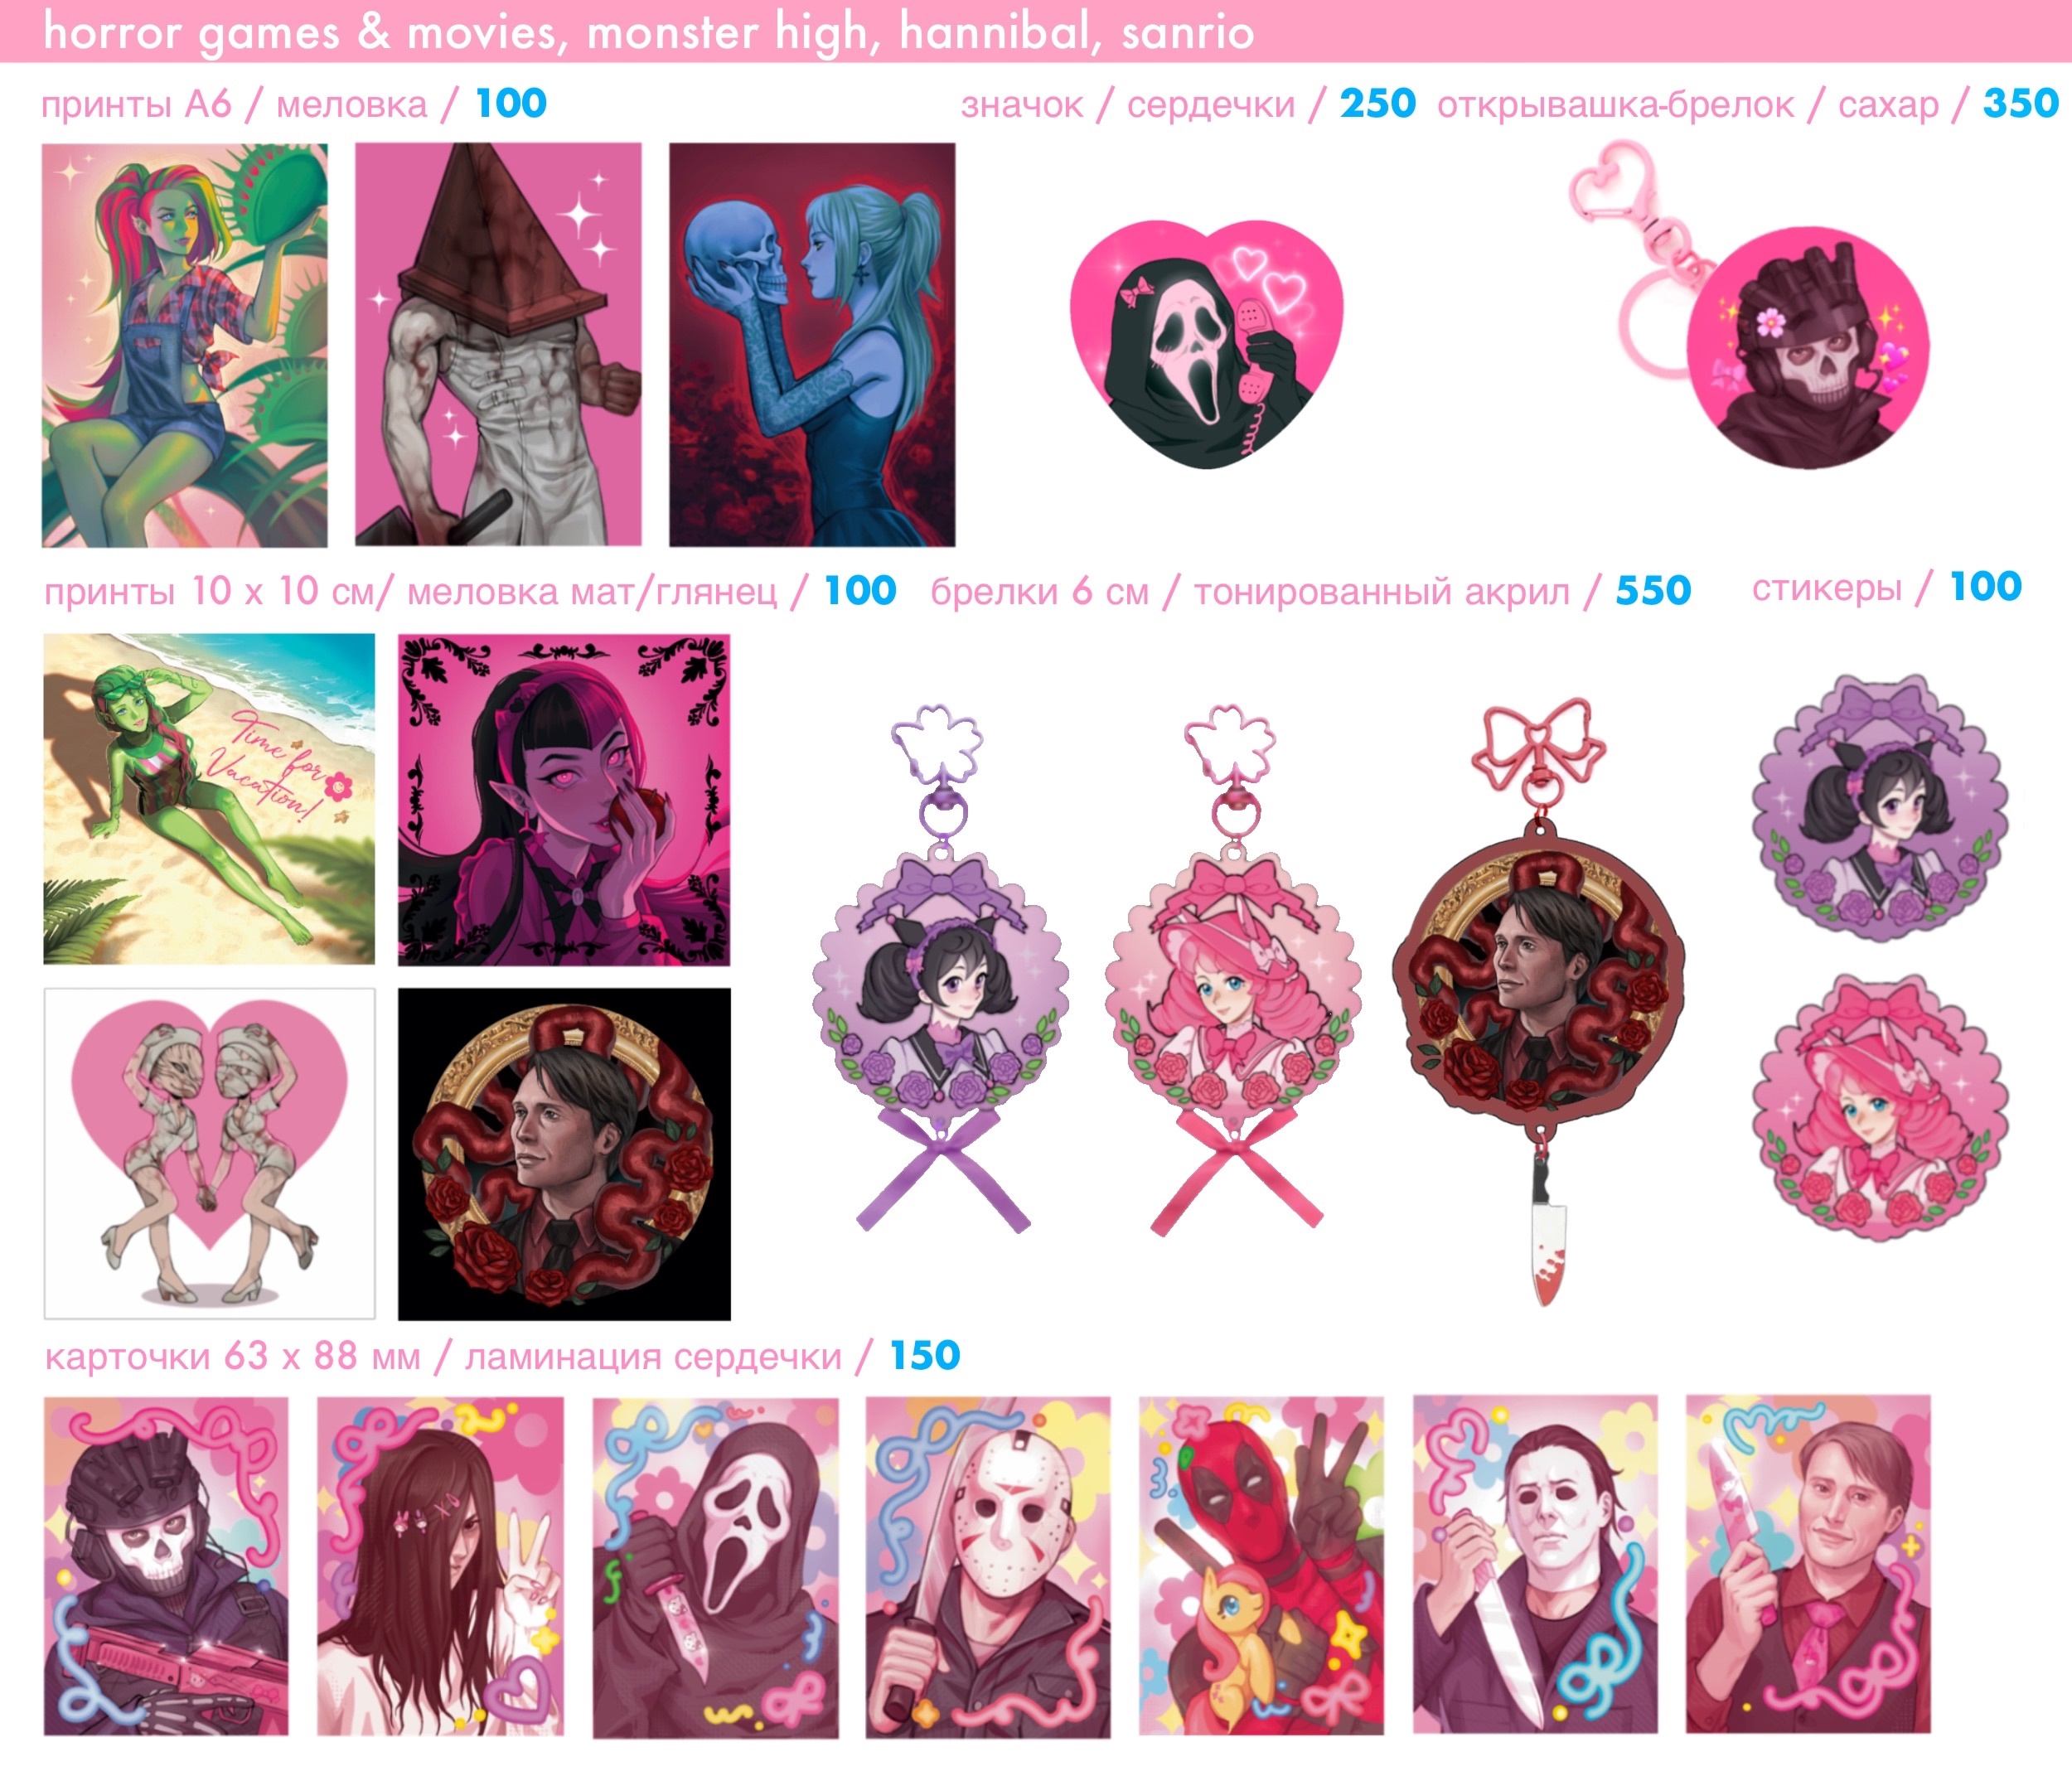 horror games & movies, monster high, hannibal, sanrio
принты А6 / меловка / 100
значок / сердечки / 250
открывашка-брелок / сахар / 350
принты 10 х 10 см/ меловка мат/глянец / 100
брелки 6 см / тонированный акрил / 550
стикеры / 100
Time for
Vacation!
карточки 63 х 88 мм / ламинация сердечки / 150